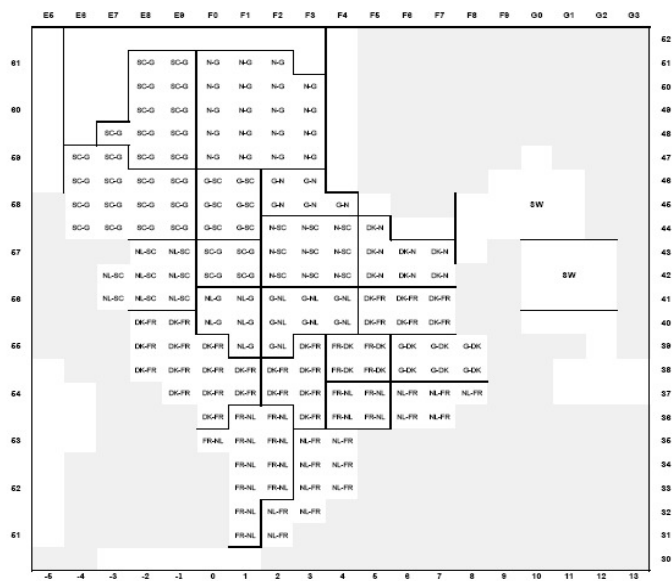 E5 E6 E7 E8 E9 F0 F1 F2 F3 F4 F5 F6 F7 F8 F9 G0 G1 G2 G3
52
61 SC-G SC-G N-G N-G N-G 51
SC-G SC-G N-G N-G N-G N-G 50
60 SC-G SC-G N-G N-G N-G N-G 49
SC-G SC-G SC-G N-G N-G N-G N-G 48
59 SC-G SC-G SC-G SC-G N-G N-G N-G N-G 47
SC-G SC-G SC-G SC-G G-SC G-SC G-N G-N 46
58 SC-G SC-G SC-G SC-G G-SC G-SC G-N G-N G-N SW 45
SC-G SC-G SC-G SC-G G-SC G-SC N-SC N-SC N-SC DK-N 44
57 NL-SC NL-SC SC-G SC-G N-SC N-SC N-SC DK-N DK-N DK-N 43
NL-SC NL-SC NL-SC SC-G SC-G N-SC N-SC N-SC DK-N DK-N DK-N SW 42
56 NL-SC NL-SC NL-SC NL-G NL-G G-NL G-NL G-NL DK-FR DK-FR DK-FR 41
DK-FR DK-FR NL-G NL-G G-NL G-NL G-NL DK-FR DK-FR DK-FR 40
55 DK-FR DK-FR DK-FR NL-G G-NL DK-FR FR-DK FR-DK G-DK G-DK G-DK 39
DK-FR DK-FR DK-FR DK-FR DK-FR DK-FR FR-DK FR-DK G-DK G-DK G-DK 38
54 DK-FR DK-FR DK-FR DK-FR DK-FR FR-NL FR-NL NL-FR NL-FR NL-FR 37
DK-FR FR-NL FR-NL DK-FR FR-NL FR-NL NL-FR NL-FR 36
53 FR-NL FR-NL FR-NL NL-FR NL-FR 35
FR-NL FR-NL NL-FR NL-FR 34
52 FR-NL FR-NL NL-FR NL-FR 33
FR-NL NL-FR NL-FR 32
51 FR-NL NL-FR 31
30
-5 -4 -3 -2 -1 0 1 2 3 4 5 6 7 8 9 10 11 12 13